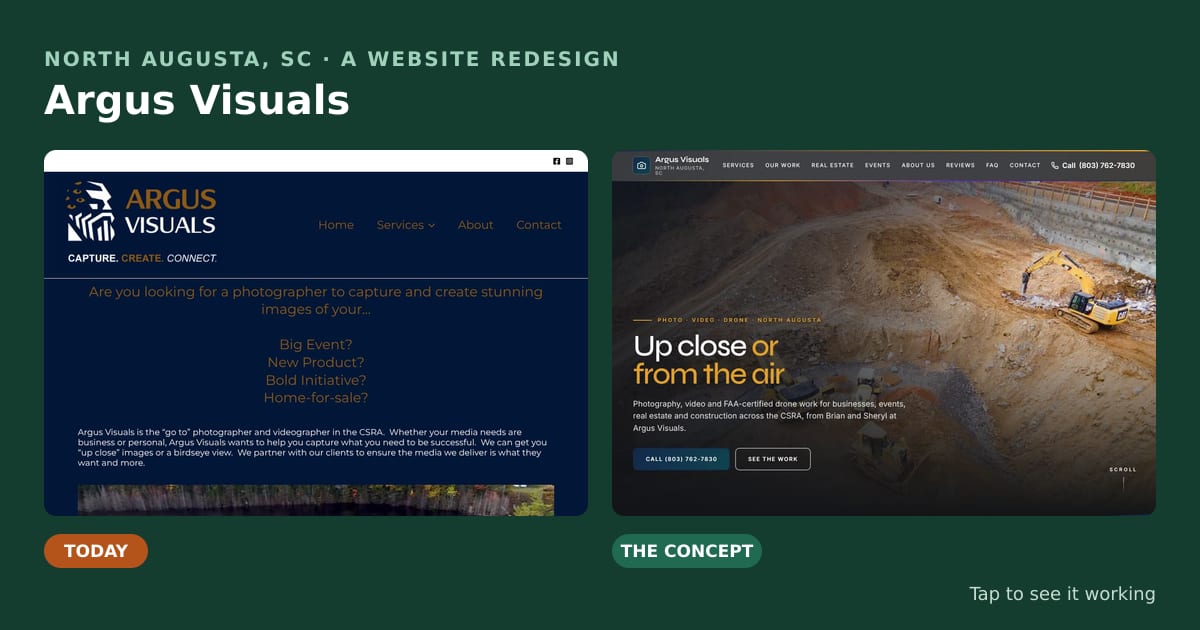 NORTH AUGUSTA, SC · A WEBSITE REDESIGN
Argus Visuals
ARGUS
VISUALS
CAPTURE. CREATE. CONNECT.
Home
Services
About
Contact
Are you looking for a photographer to capture and create stunning
images of your...
Big Event?
New Product?
Bold Initiative?
Home-for-sale?
Argus Visuals is the “go to” photographer and videographer in the CSRA.  Whether your media needs are
business or personal, Argus Visuals wants to help you capture what you need to be successful.  We can get you
“up close” images or a birdseye view.  We partner with our clients to ensure the media we deliver is what they
want and more.
TODAY
Argus Visuals
NORTH AUGUSTA,
SC
SERVICES
OUR WORK
REAL ESTATE
EVENTS
ABOUT US
REVIEWS
FAQ
CONTACT
Call (803) 762-7830
CAT
PHOTO · VIDEO · DRONE · NORTH AUGUSTA
Up close or
from the air
Photography, video and FAA-certified drone work for businesses, events,
real estate and construction across the CSRA, from Brian and Sheryl at
Argus Visuals.
CALL (803) 762-7830
SEE THE WORK
SCROLL
THE CONCEPT
Tap to see it working